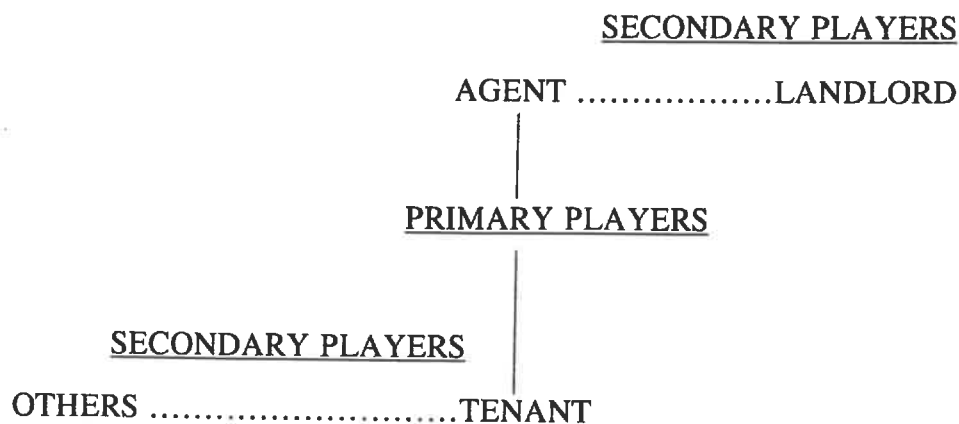 SECONDARY PLAYERS
AGENT ..................LANDLORD
PRIMARY PLAYERS
SECONDARY PLAYERS
OTHERS ............................TENANT